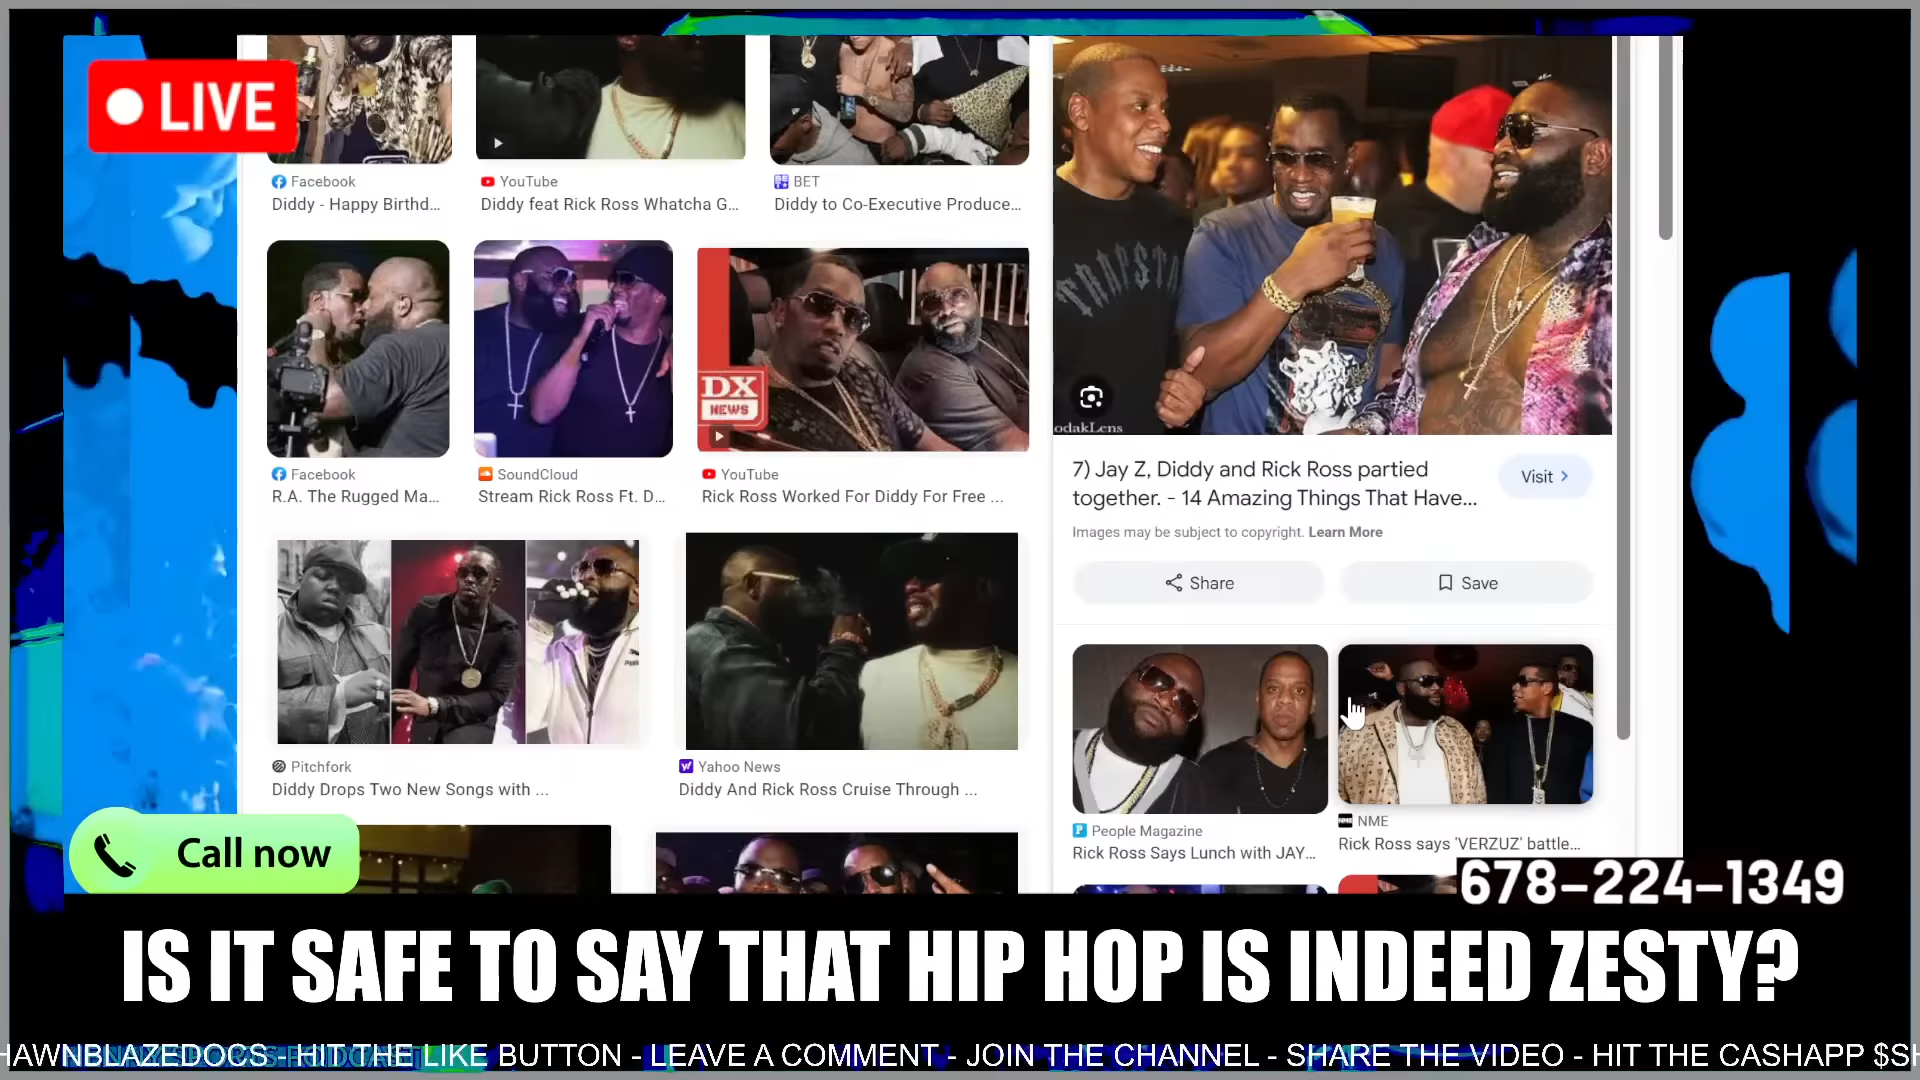 LIVE
Facebook
Diddy - Happy Birthd...
YouTube
Diddy feat Rick Ross Whatcha G...
BET
Diddy to Co-Executive Produce...
TRAPSTA
odakLens
DX
NEWS
Facebook
R.A. The Rugged Ma...
SoundCloud
Stream Rick Ross Ft. D...
YouTube
Rick Ross Worked For Diddy For Free ...
7) Jay Z, Diddy and Rick Ross partied
together. - 14 Amazing Things That Have...
Visit
Images may be subject to copyright. Learn More
Share
Save
Pitchfork
Diddy Drops Two New Songs with ...
Yahoo News
Diddy And Rick Ross Cruise Through ...
People Magazine
Rick Ross Says Lunch with JAY...
NME
Rick Ross says 'VERZUZ' battle...
Call now
678-224-1349
IS IT SAFE TO SAY THAT HIP HOP IS INDEED ZESTY?
HAWNBLAZEDOCS - HIT THE LIKE BUTTON - LEAVE A COMMENT - JOIN THE CHANNEL - SHARE THE VIDEO - HIT THE CASHAPP $SH